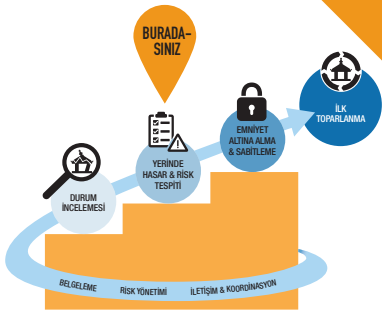 BURADA-
SINIZ
İLK
TOPARLANMA
EMNİYET
ALTINA ALMA
& SABİTLEME
YERİNDE
HASAR & RİSK
TESPİTİ
DURUM
İNCELEMESİ
BELGELEME RİSK YÖNETİMİ İLETİŞİM & KOORDİNASYON